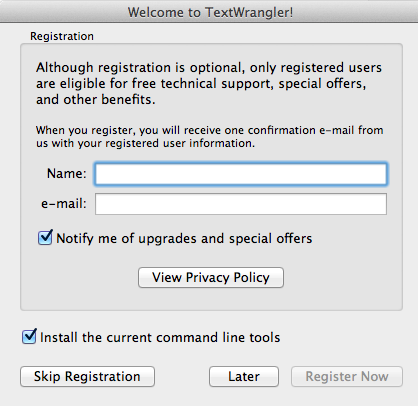 Welcome to TextWrangler!
Registration
Although registration is optional, only registered users
are eligible for free technical support, special offers,
and other benefits.
When you register, you will receive one confirmation e-mail from
us with your registered user information.
Name:
e-mail:
Notify me of upgrades and special offers
View Privacy Policy
Install the current command line tools
Skip Registration Later Register Now